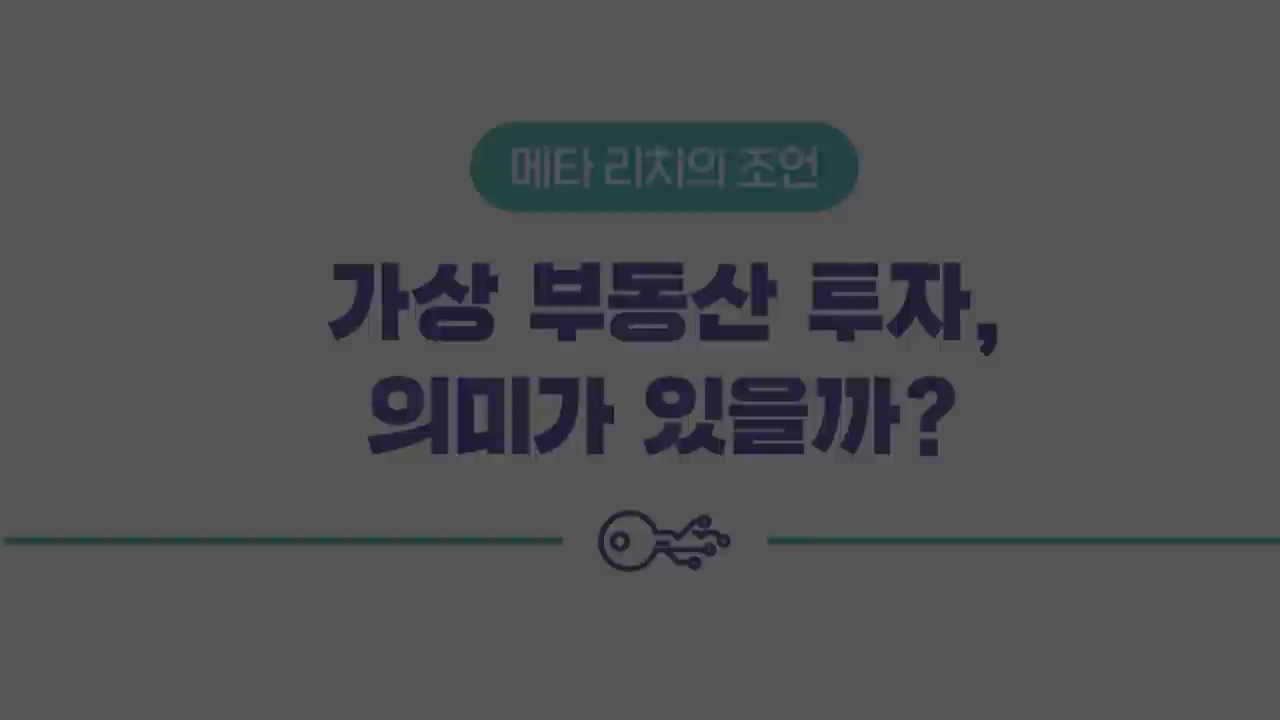 메타 리치의 조언
가상 부동산 투자,
의미가 있을까?